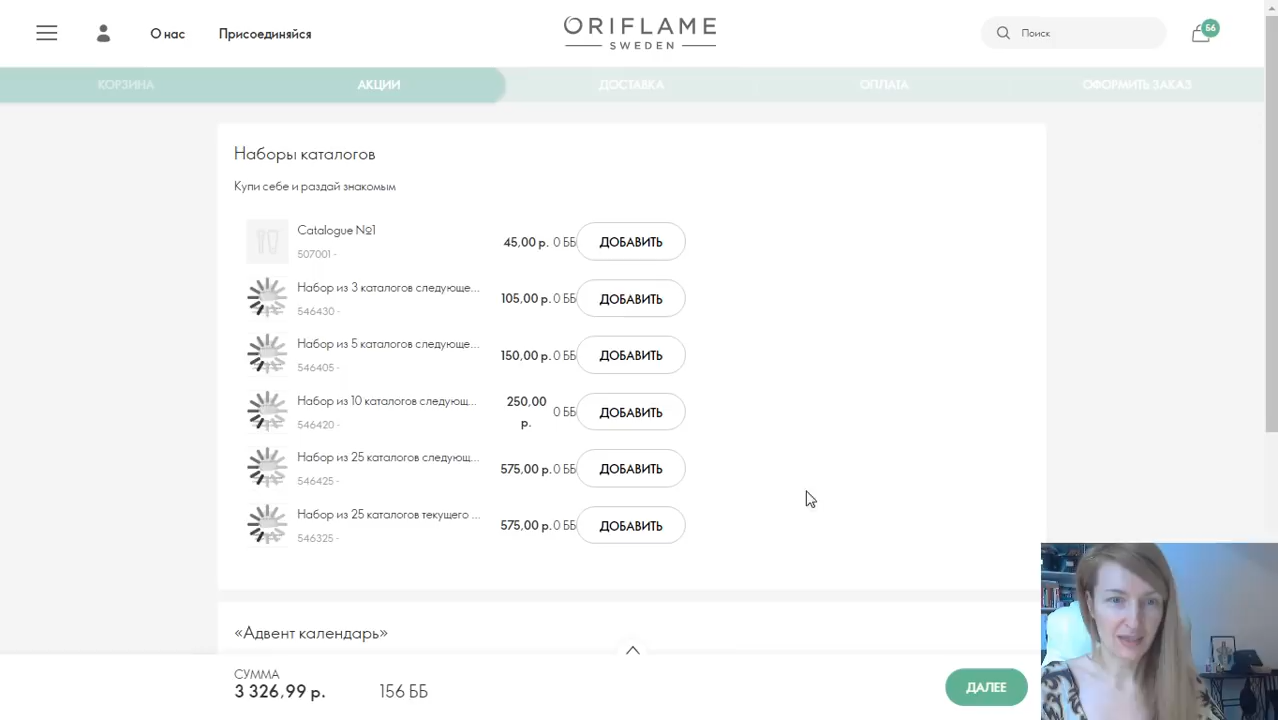 О нас
Присоединяйся
ORIFLAME
SWEDEN
Поиск
56
КОРЗИНА
АКЦИИ
ДОСТАВКА
ОПЛАТА
ОФОРМИТЬ ЗАКАЗ
Наборы каталогов
Купи себе и раздай знакомым
Catalogue №1
507001 -
45,00 р. 0 ББ
ДОБАВИТЬ
Набор из 3 каталогов следующе...
546430 -
105,00 р. 0 ББ
ДОБАВИТЬ
Набор из 5 каталогов следующе...
546405 -
150,00 р. 0 ББ
ДОБАВИТЬ
Набор из 10 каталогов следующ...
546420 -
250,00
р.
0 ББ
ДОБАВИТЬ
Набор из 25 каталогов следующ...
546425 -
575,00 р. 0 ББ
ДОБАВИТЬ
Набор из 25 каталогов текущего ...
546325 -
575,00 р. 0 ББ
ДОБАВИТЬ
«Адвент календарь»
СУММА
3 326,99 р.
156 ББ
ДАЛЕЕ